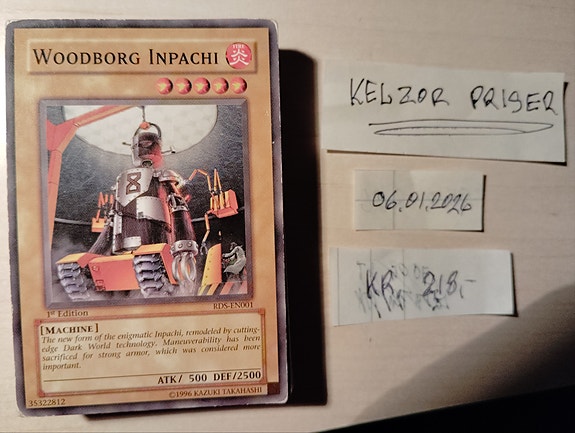 WOODBORG INPACHI
FIRE
炎
RDS-EN001
1st Edition
[MACHINE]
The new form of the enigmatic Inpachi, remodeled by cutting-
edge Dark World technology. Maneuverability has been
sacrificed for strong armor, which was considered more
important.
ATK/ 500 DEF/2500
35322812
©1996 KAZUKI TAKAHASHI
KELZOR PRISER
06.01.2026
KR. 218,-